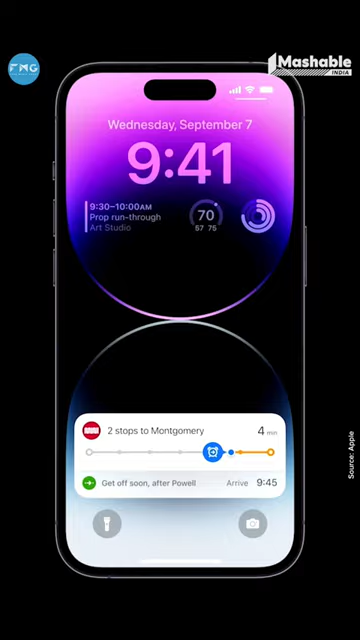 FMG
Mashable
INDIA
Wednesday, September 7
9:41
9:30–10:00AM
Prop run-through
Art Studio
70
57 75
2 stops to Montgomery
4 min
Get off soon, after Powell
Arrive 9:45
Source: Apple